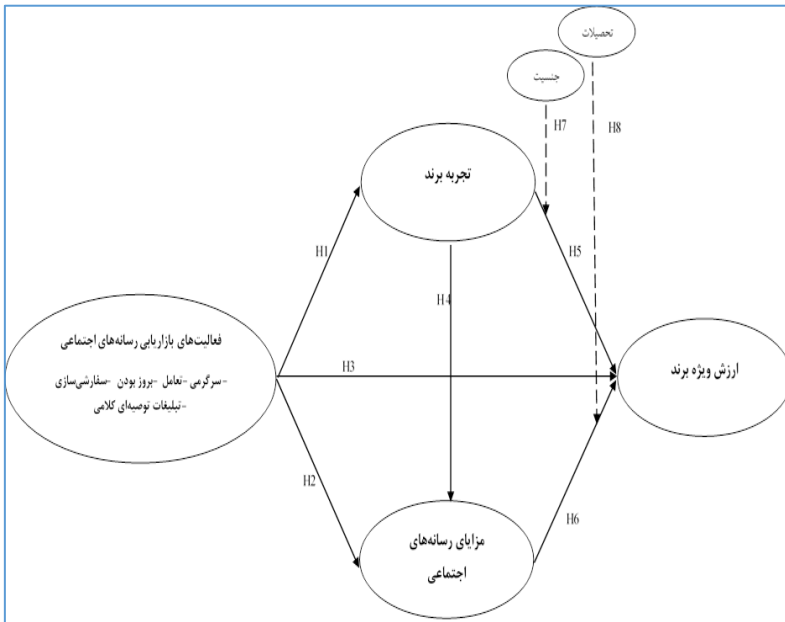 تحصیلات
جنسیت
H7
H8
تجربه برند
H1
H5
H4
فعالیت‌های بازاریابی رسانه‌های اجتماعی
-سرگرمی -تعامل -بروز بودن -سفارشی‌سازی
-تبلیغات توصیه‌ای کلامی
H3
ارزش ویژه برند
H2
H6
مزایای رسانه‌های
اجتماعی